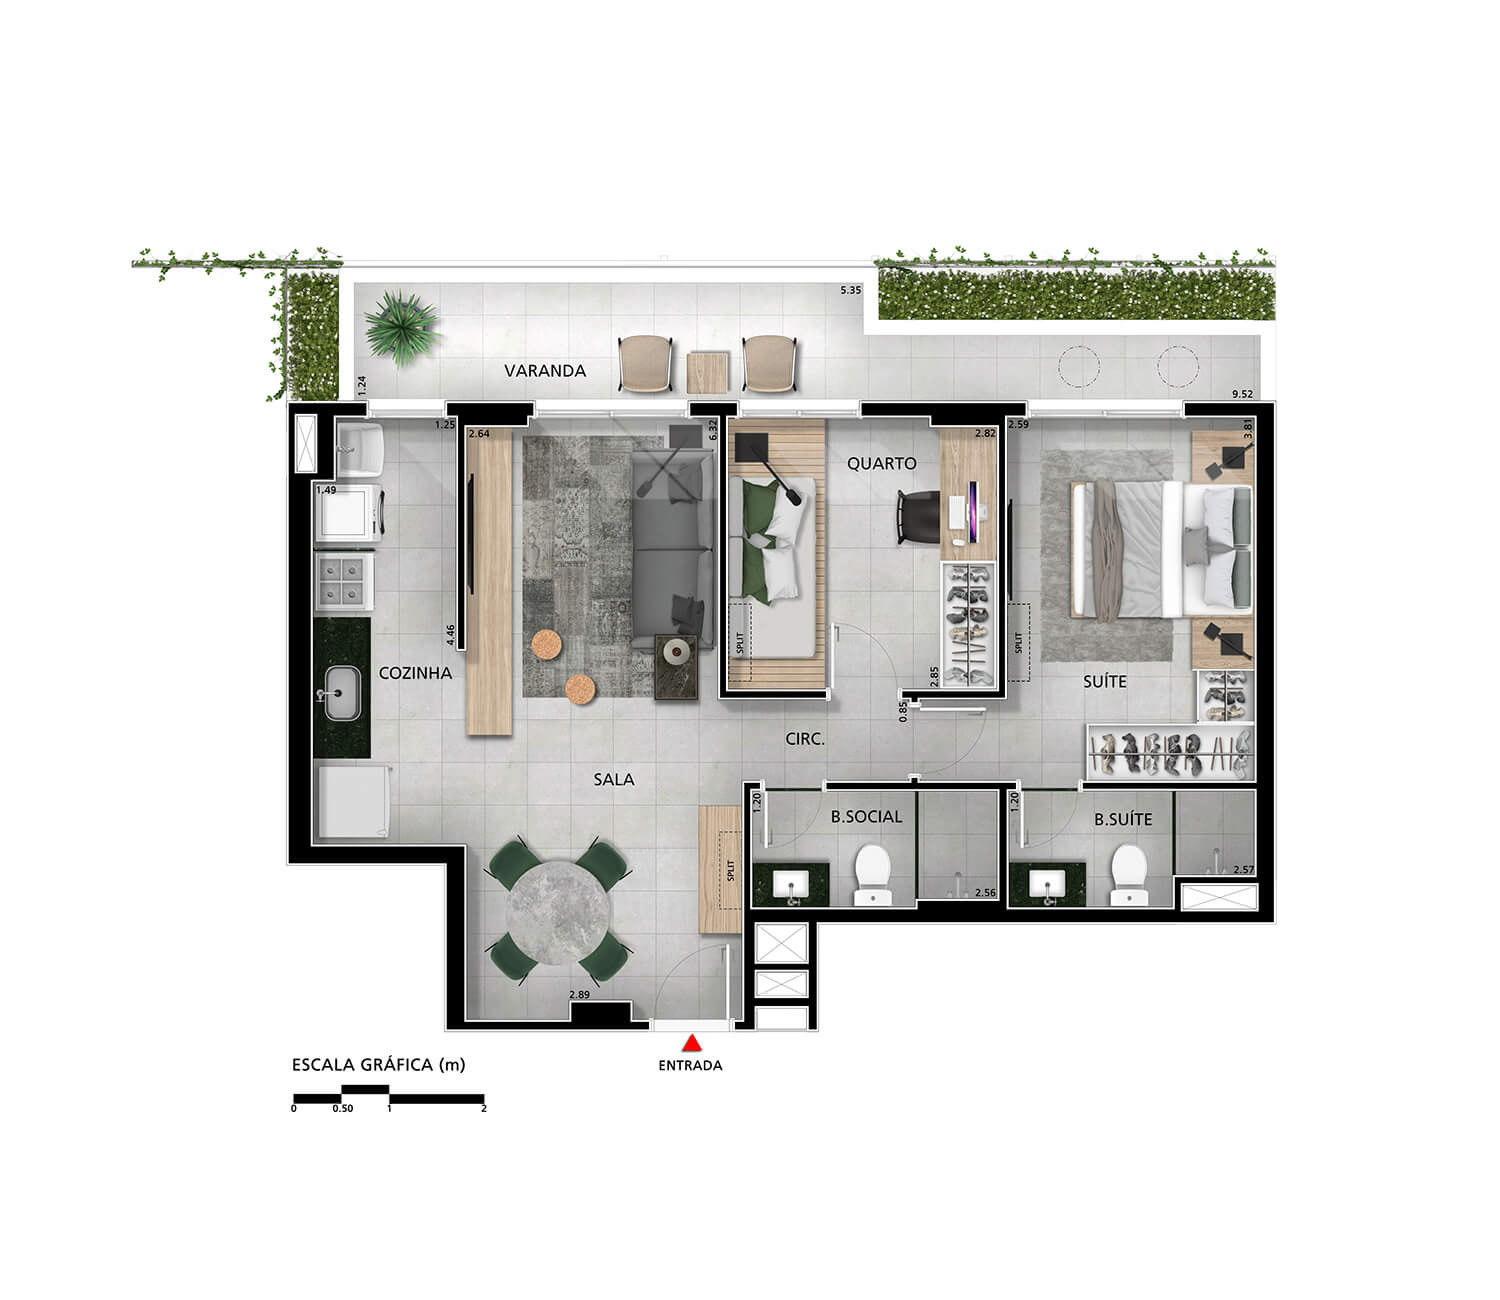 5.35
VARANDA
1.24
9.52
1.25
2.64
6.32
2.82
2.59
3.81
QUARTO
1.49
SPLIT
SPLIT
4.46
COZINHA
2.85
SUÍTE
0.85
CIRC.
SALA
1.20
B.SOCIAL
1.20
B.SUÍTE
SPLIT
2.56
2.57
2.89
ESCALA GRÁFICA (m)
0 0.50 1 2
ENTRADA